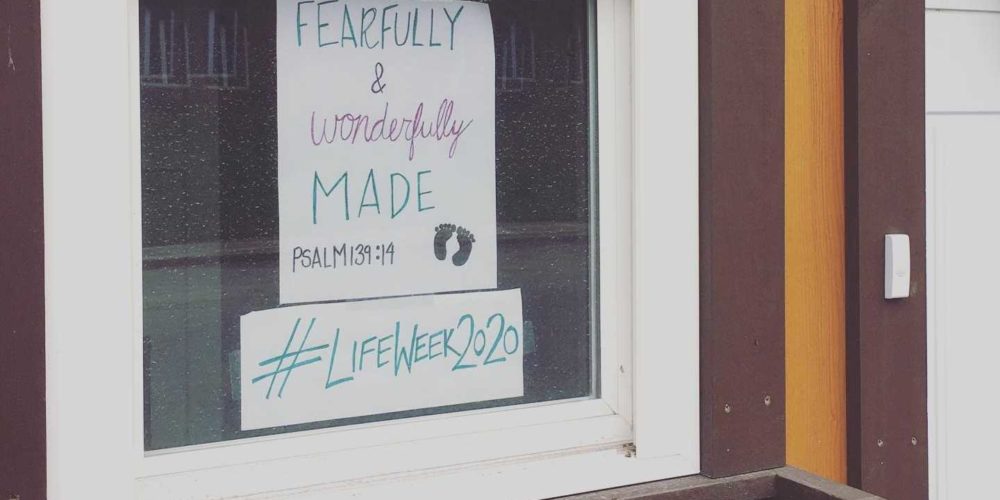 FEARFULLY
&
wonderfully
MADE
PSALM 139:14
#LIFEWEEK2020